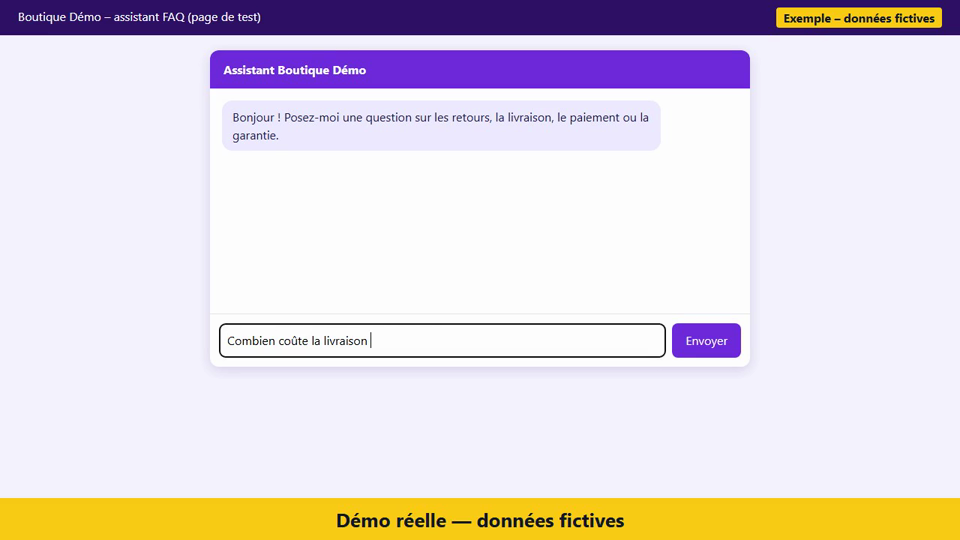 Boutique Démo – assistant FAQ (page de test)
Exemple – données fictives
Assistant Boutique Démo
Bonjour ! Posez-moi une question sur les retours, la livraison, le paiement ou la
garantie.
Combien coûte la livraison
Envoyer
Démo réelle — données fictives